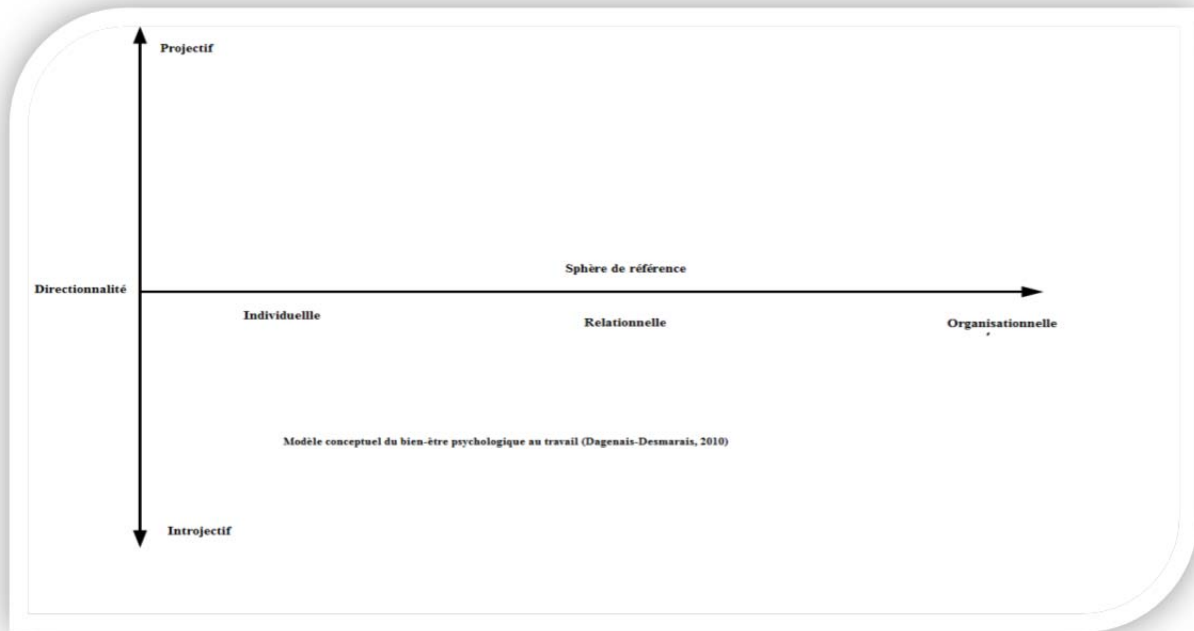 Projectif
Sphère de référence
Directionnalité
Individuellle
Relationnelle
Organisationnelle
Modèle conceptuel du bien-être psychologique au travail (Dagenais-Desmarais, 2010)
Introjectif